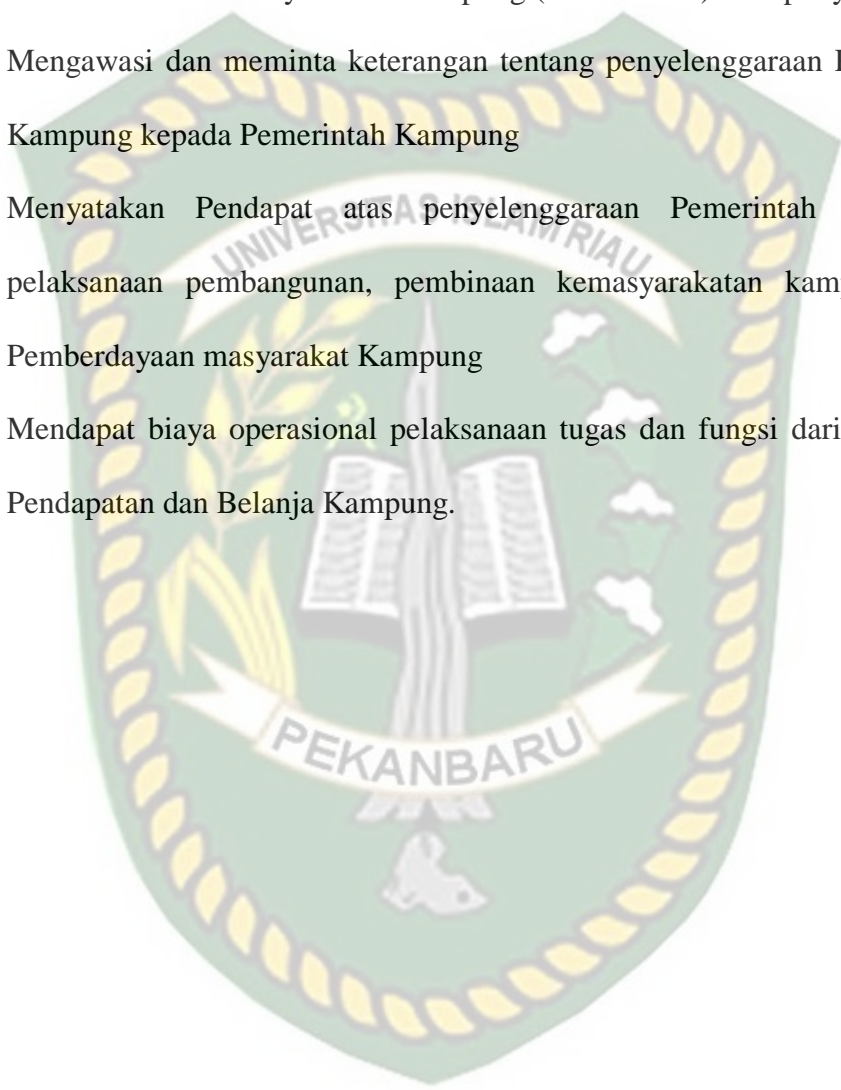 Mengawasi dan meminta keterangan tentang penyelenggaraan
Kampung kepada Pemerintah Kampung
Menyatakan Pendapat atas penyelenggaraan Pemerintah
pelaksanaan pembangunan, pembinaan kemasyarakatan
Pemberdayaan masyarakat Kampung
Mendapat biaya operasional pelaksanaan tugas dan fungsi dari
Pendapatan dan Belanja Kampung.
UNIVERSITAS ISLAM RIAU
PEKANBARU